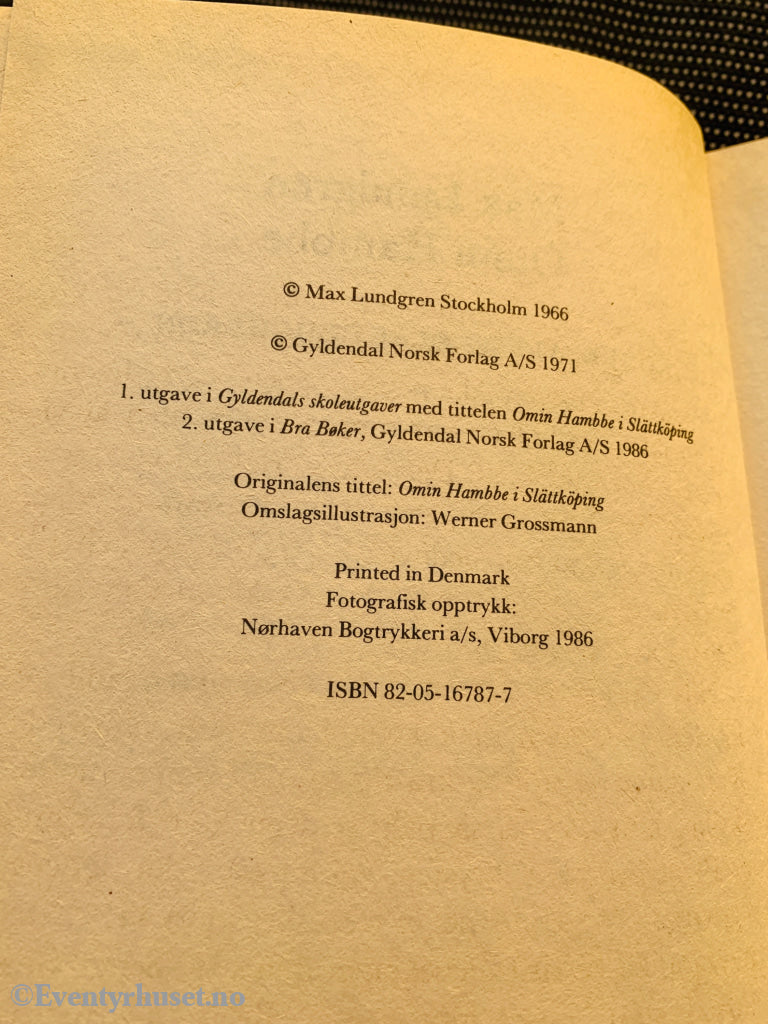 © Max Lundgren Stockholm 1966
© Gyldendal Norsk Forlag A/S 1971
1. utgave i Gyldendals skoleutgaver med tittelen Omin Hambbe i Slättköping
2. utgave i Bra Bøker, Gyldendal Norsk Forlag A/S 1986
Originalens tittel: Omin Hambbe i Slättköping
Omslagsillustrasjon: Werner Grossmann
Printed in Denmark
Fotografisk opptrykk:
Nørhaven Bogtrykkeri a/s, Viborg 1986
ISBN 82-05-16787-7
©Eventyrhuset.no